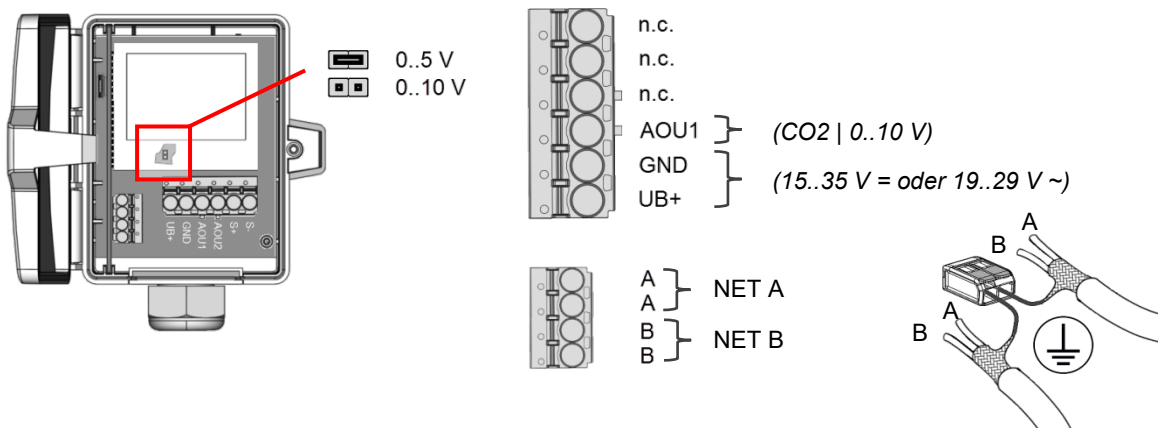 0..5 V
0..10 V
UB+
GND
AOU1
AOU2
S+
S-
n.c.
n.c.
n.c.
AOU1
(CO2 | 0..10 V)
GND
UB+
(15..35 V = oder 19..29 V ~)
A
A
NET A
B
B
NET B
A
B
A
B